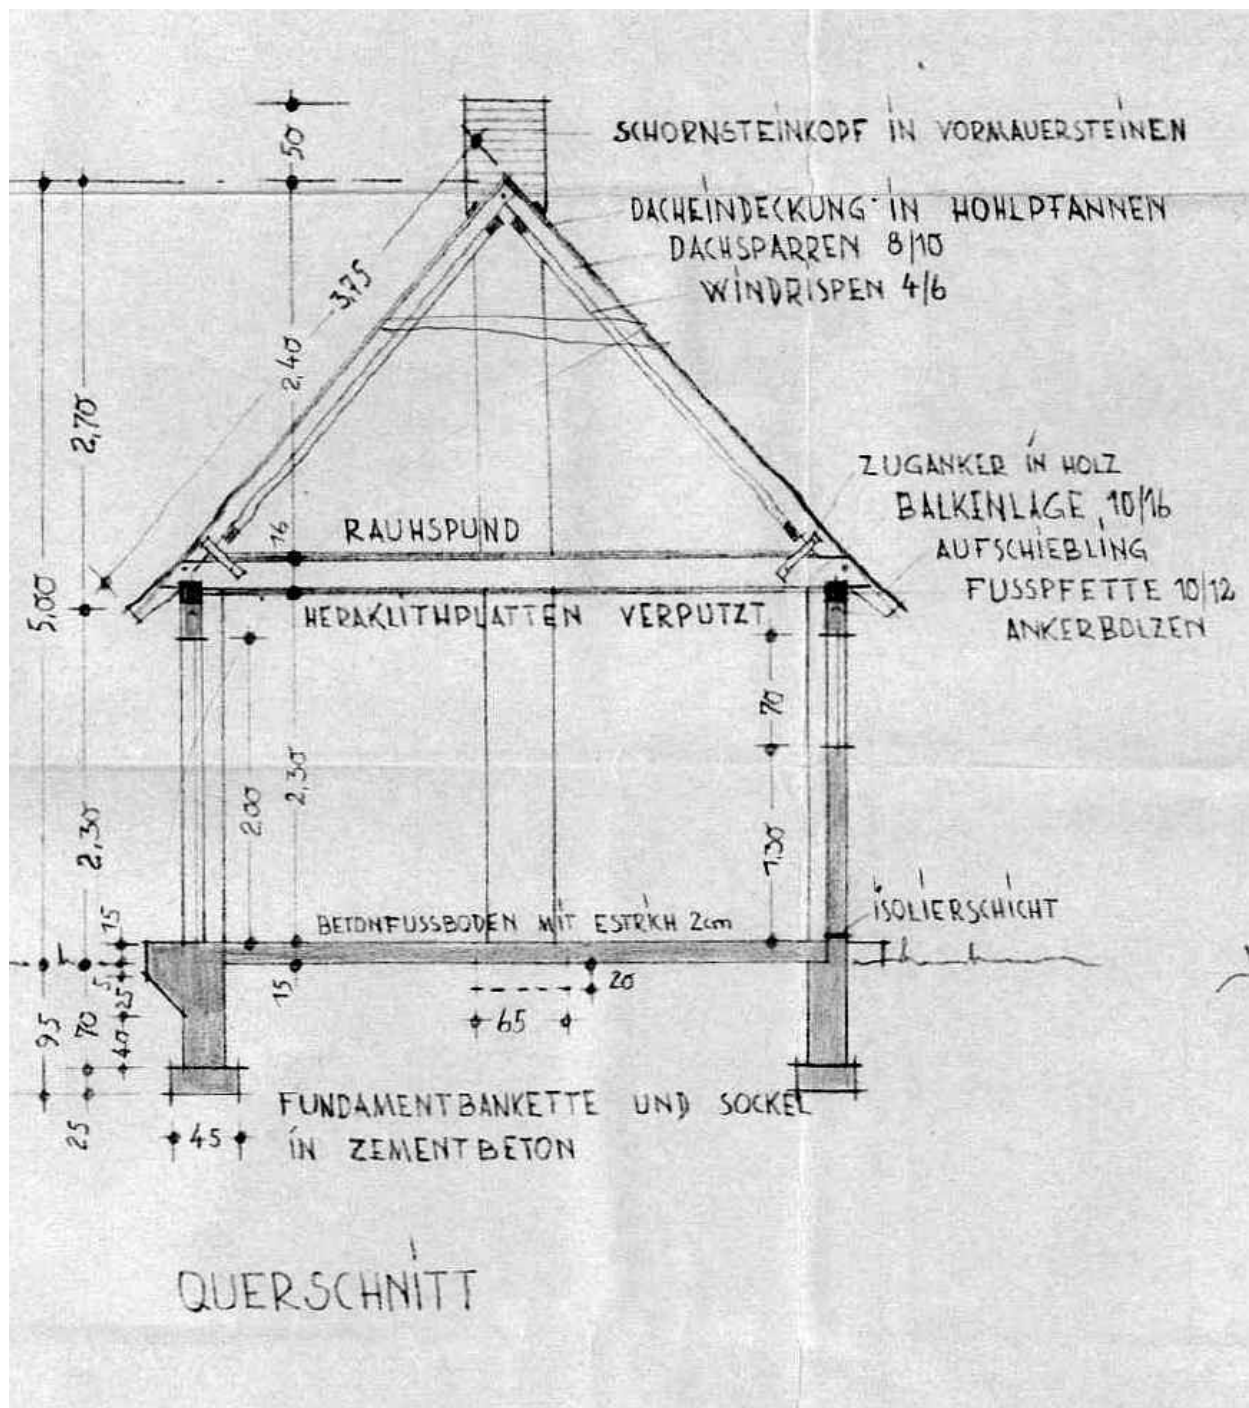 50
SCHORNSTEINKOPF IN VORMAUERSTEINEN
DACHEINDECKUNG IN HOHLPFANNEN
DACHSPARREN 8/10
WINDRISPEN 4/6
3,75
2,40
2,70
ZUGANKER IN HOLZ
BALKENLAGE 10/16
AUFSCHIEBLING
FUSSPFETTE 10/12
ANKERBOLZEN
16
RAUHSPUND
HERAKLITHPLATTEN VERPUTZT
5,00
70
2,30
2,00
2,30
1,30
15
BETONFUSSBODEN MIT ESTRICH 2cm
ISOLIERSCHICHT
5
25
40
70
95
15
20
65
25
45
FUNDAMENTBANKETTE UND SOCKEL
IN ZEMENTBETON
QUERSCHNITT